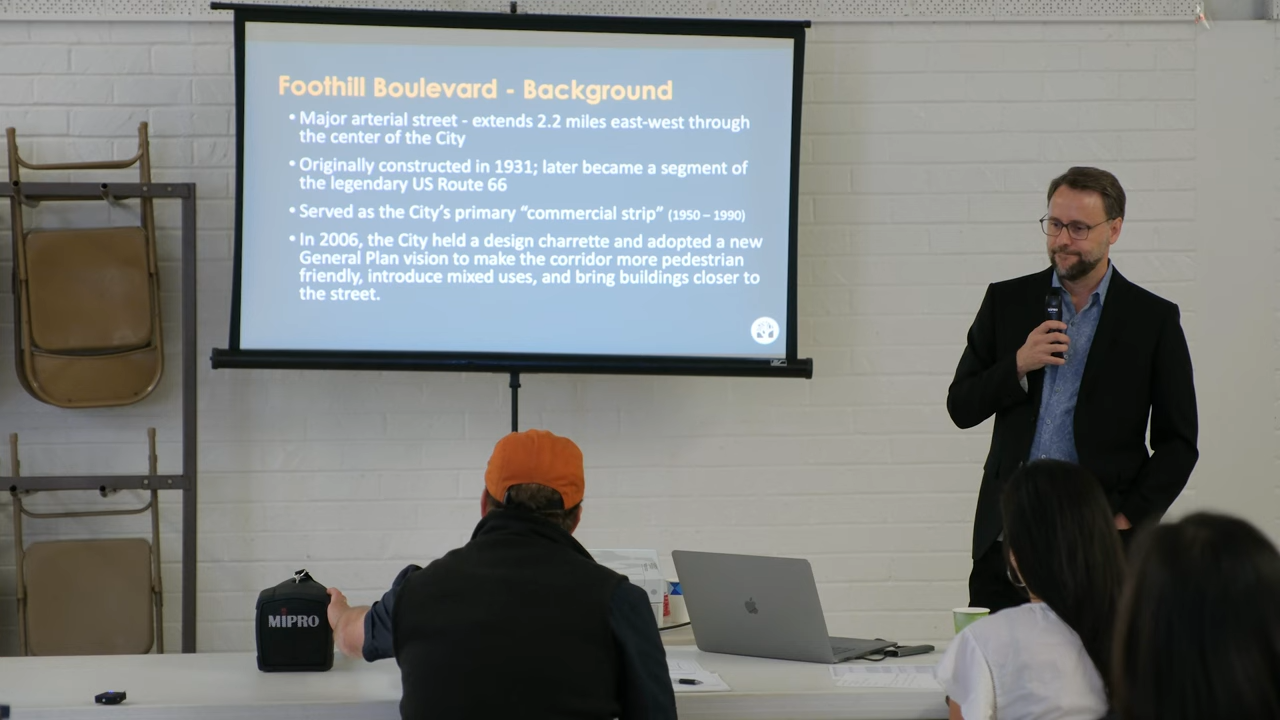 Foothill Boulevard - Background
• Major arterial street - extends 2.2 miles east-west through
the center of the City
• Originally constructed in 1931; later became a segment of
the legendary US Route 66
• Served as the City's primary “commercial strip” (1950 – 1990)
• In 2006, the City held a design charrette and adopted a new
General Plan vision to make the corridor more pedestrian
friendly, introduce mixed uses, and bring buildings closer to
the street.
MIPRO